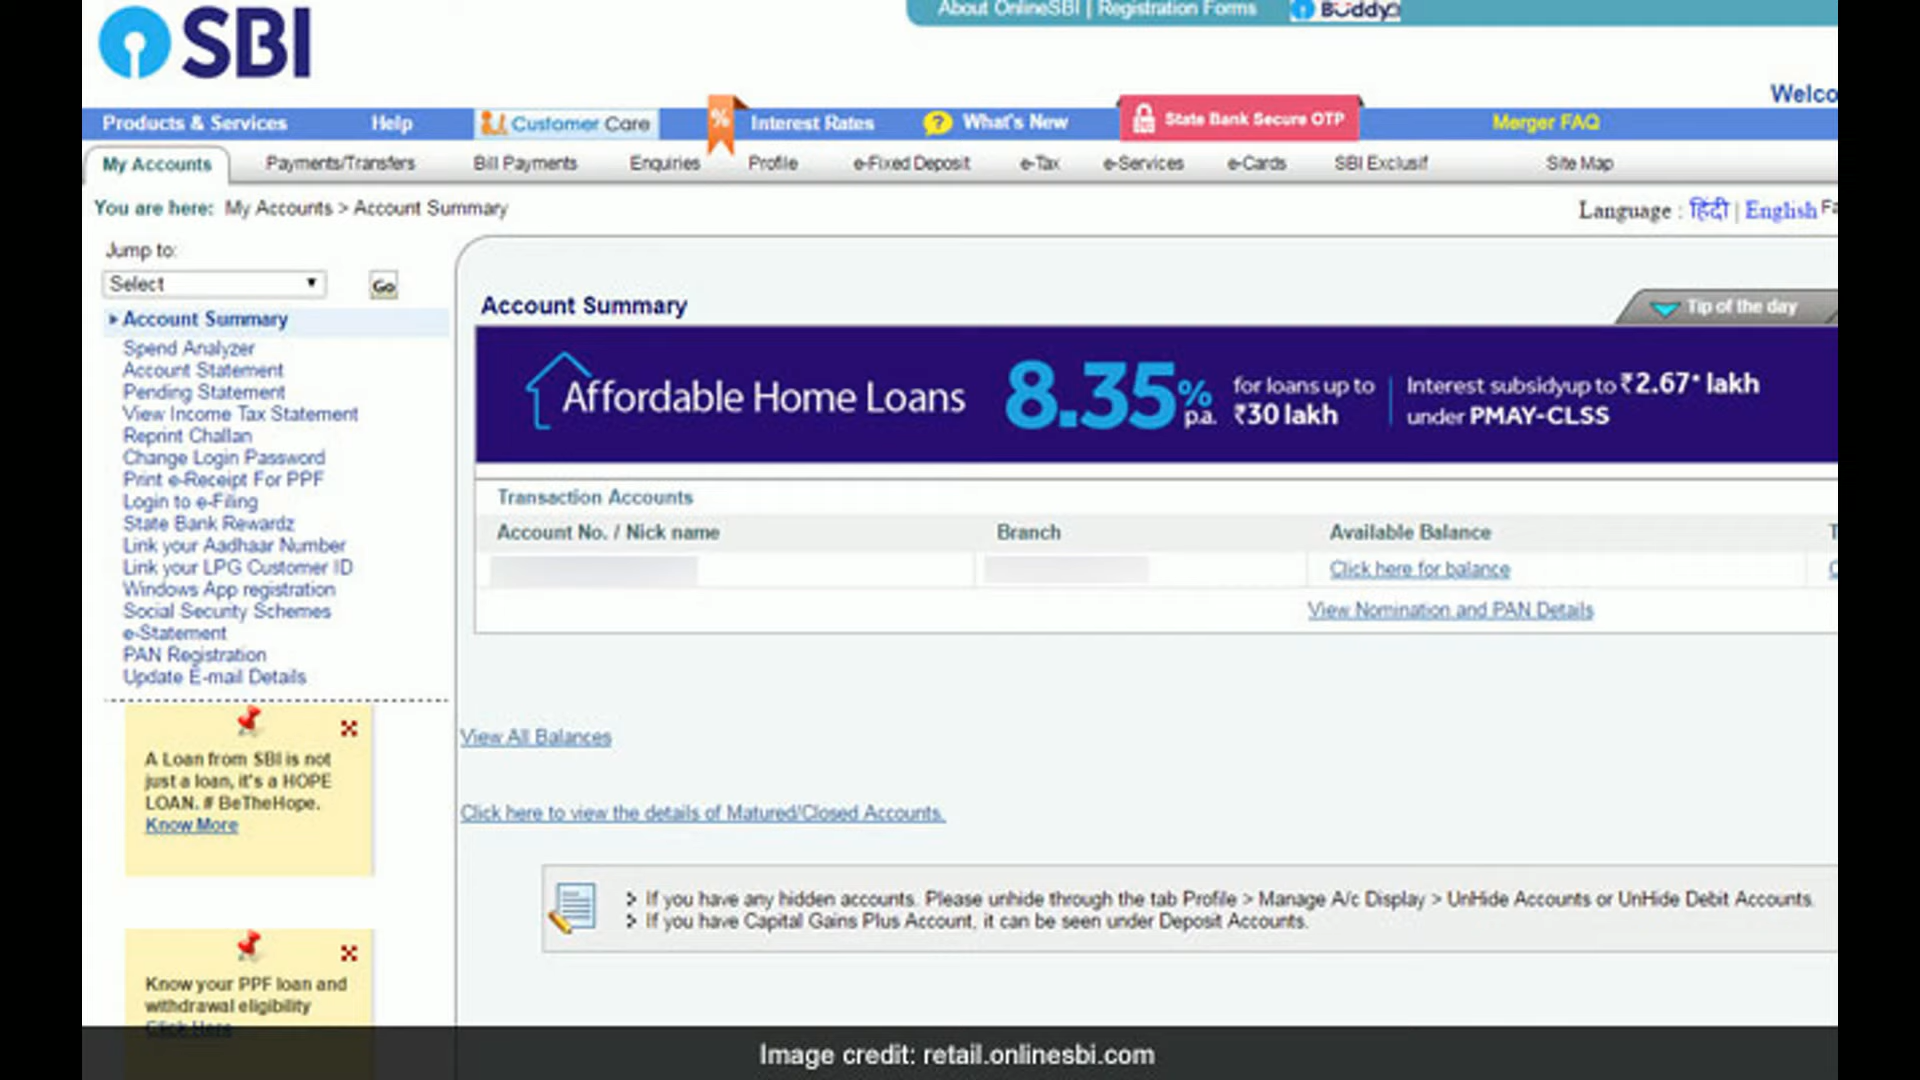 SBI
About OnlineSBI | Registration Forms
Buddy
Products & Services
Help
Customer Care
%
Interest Rates
? What's New
State Bank Secure OTP
Merger FAQ
My Accounts
Payments/Transfers
Bill Payments
Enquiries
Profile
e-Fixed Deposit
e-Tax
e-Services
e-Cards
SBI Exclusif
Site Map
You are here: My Accounts > Account Summary
Language : हिंदी | English
Jump to:
Select
Go
Account Summary
Spend Analyzer
Account Statement
Pending Statement
View Income Tax Statement
Reprint Challan
Change Login Password
Print e-Receipt For PPF
Login to e-Filing
State Bank Rewardz
Link your Aadhaar Number
Link your LPG Customer ID
Windows App registration
Social Security Schemes
e-Statement
PAN Registration
Update E-mail Details
A Loan from SBI is not
just a loan, it's a HOPE
LOAN. # BeTheHope.
Know More
Know your PPF loan and
withdrawal eligibility
Click Here
Account Summary
Tip of the day
Affordable Home Loans
8.35% p.a.
for loans up to
₹30 lakh
Interest subsidyup to ₹2.67* lakh
under PMAY-CLSS
Transaction Accounts
Account No. / Nick name
Branch
Available Balance
Click here for balance
View Nomination and PAN Details
View All Balances
Click here to view the details of Matured/Closed Accounts.
If you have any hidden accounts. Please unhide through the tab Profile > Manage A/c Display > UnHide Accounts or UnHide Debit Accounts.
If you have Capital Gains Plus Account, it can be seen under Deposit Accounts.
Image credit: retail.onlinesbi.com